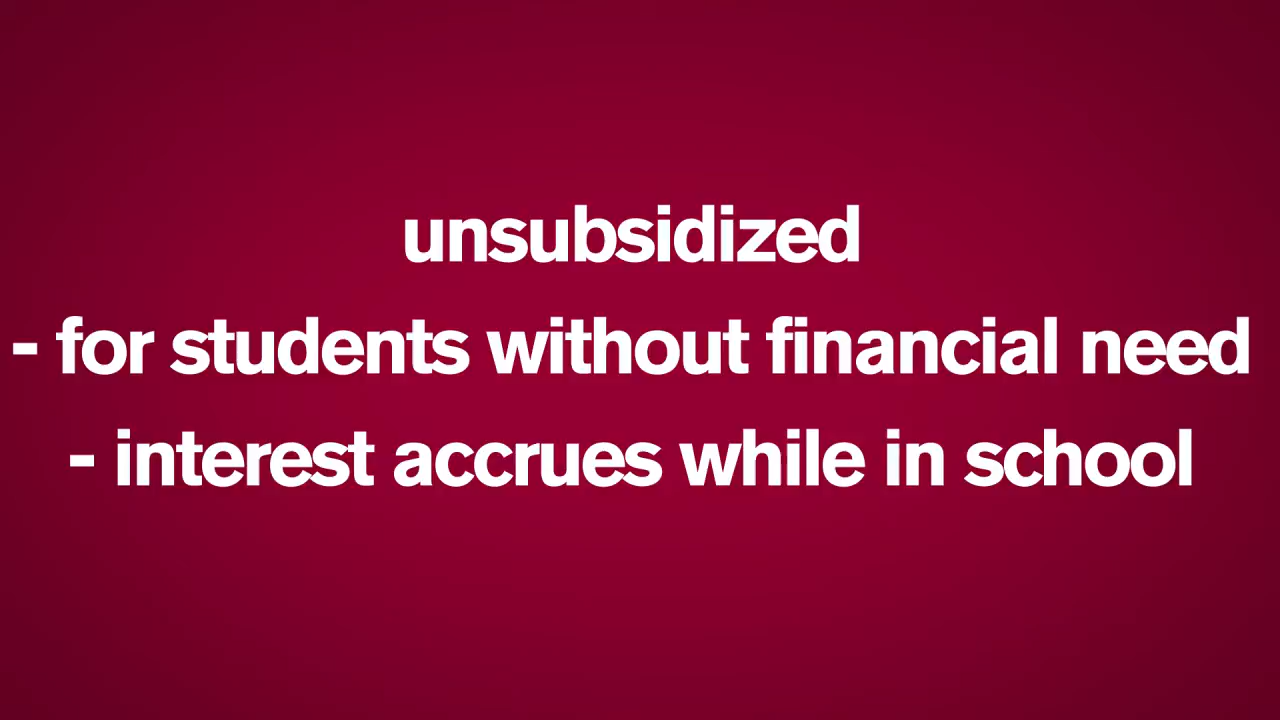 unsubsidized
- for students without financial need
- interest accrues while in school